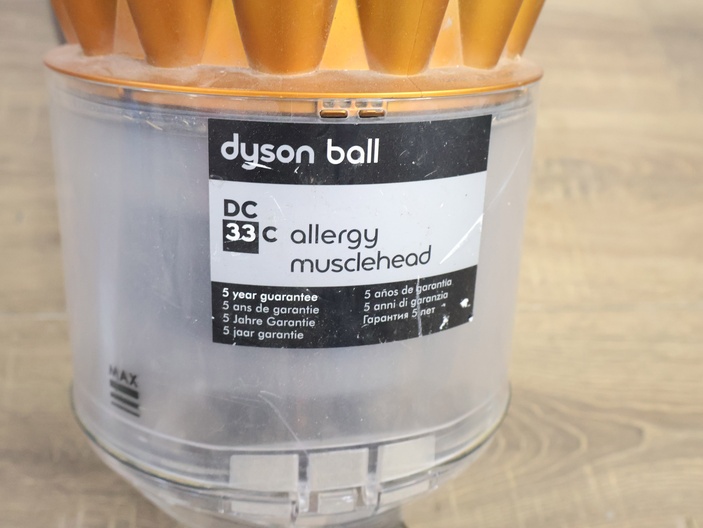 dyson ball
DC
33 C allergy
musclehead
5 year guarantee
5 ans de garantie
5 Jahre Garantie
5 jaar garantie
5 años de garantia
5 anni di garanzia
Гарантия 5 лет
MAX